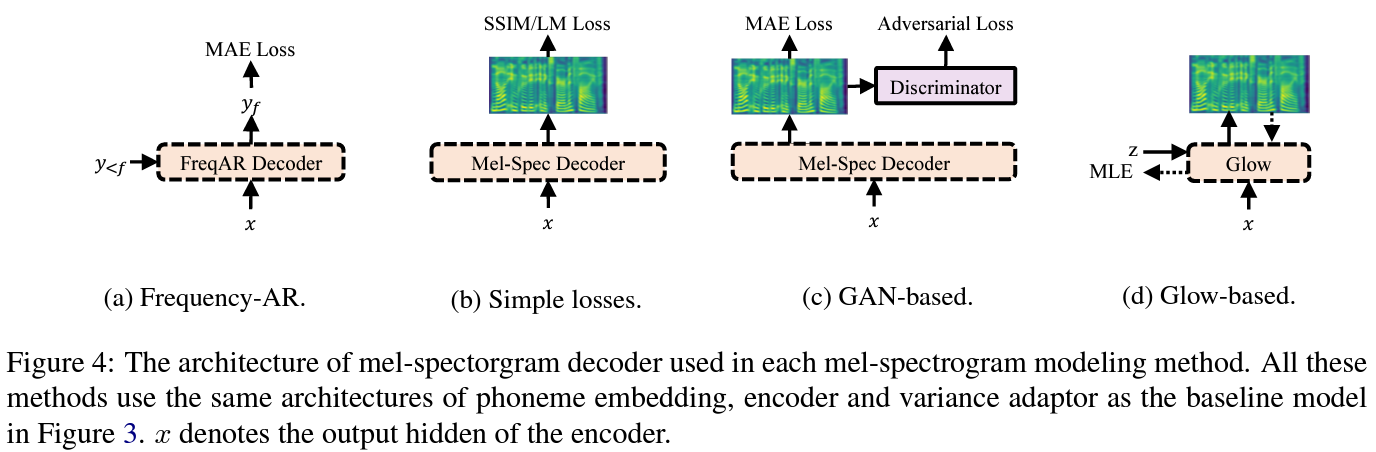 MAE Loss
y_f
y_{<f}
FreqAR Decoder
x
(a) Frequency-AR.
SSIM/LM Loss
Mel-Spec Decoder
x
(b) Simple losses.
MAE Loss
Adversarial Loss
Discriminator
Mel-Spec Decoder
x
(c) GAN-based.
z
MLE
Glow
x
(d) Glow-based.
Figure 4: The architecture of mel-spectorgram decoder used in each mel-spectrogram modeling method. All these
methods use the same architectures of phoneme embedding, encoder and variance adaptor as the baseline model
in Figure 3. x denotes the output hidden of the encoder.